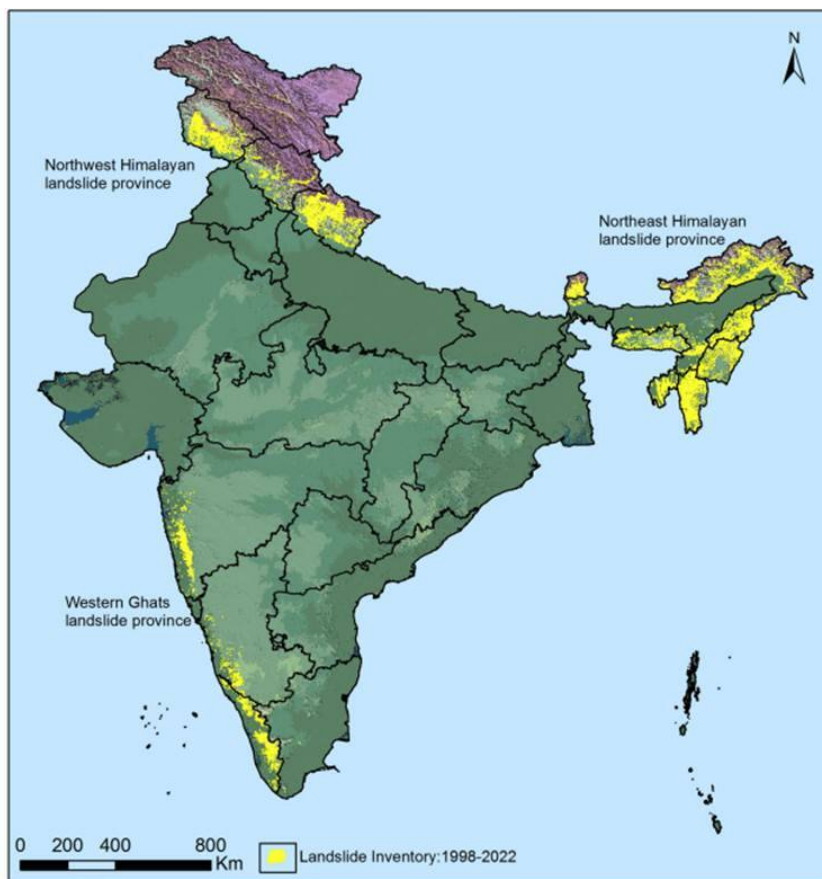 N
Northwest Himalayan
landslide province
Northeast Himalayan
landslide province
Western Ghats
landslide province
0 200 400 800
Km
Landslide Inventory:1998-2022